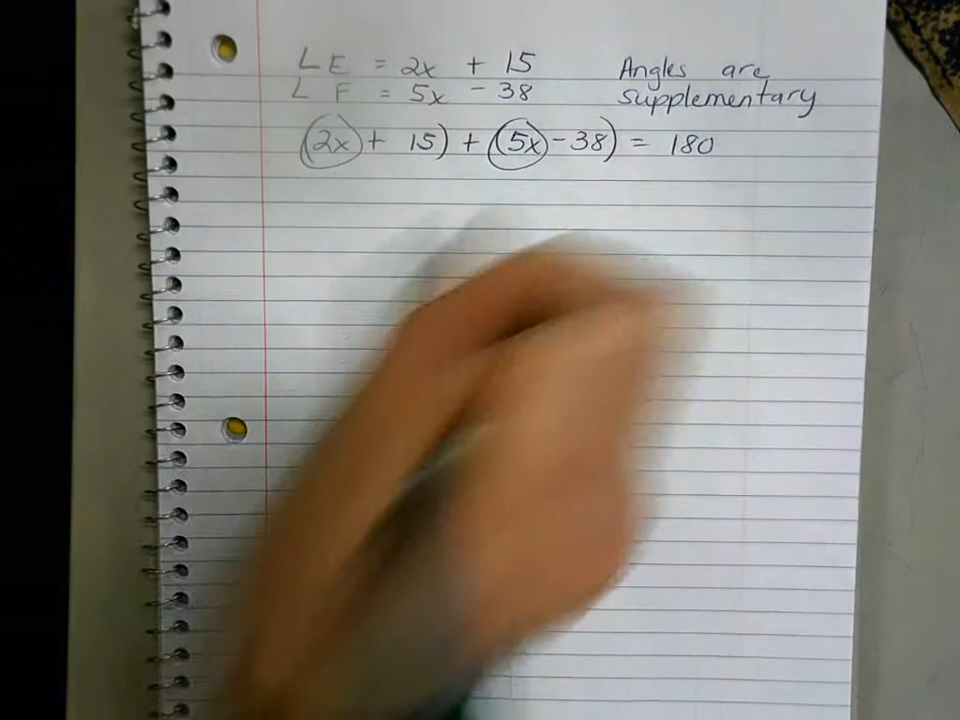 ∠E = 2x + 15 Angles are
∠F = 5x - 38 supplementary
(2x + 15) + (5x - 38) = 180